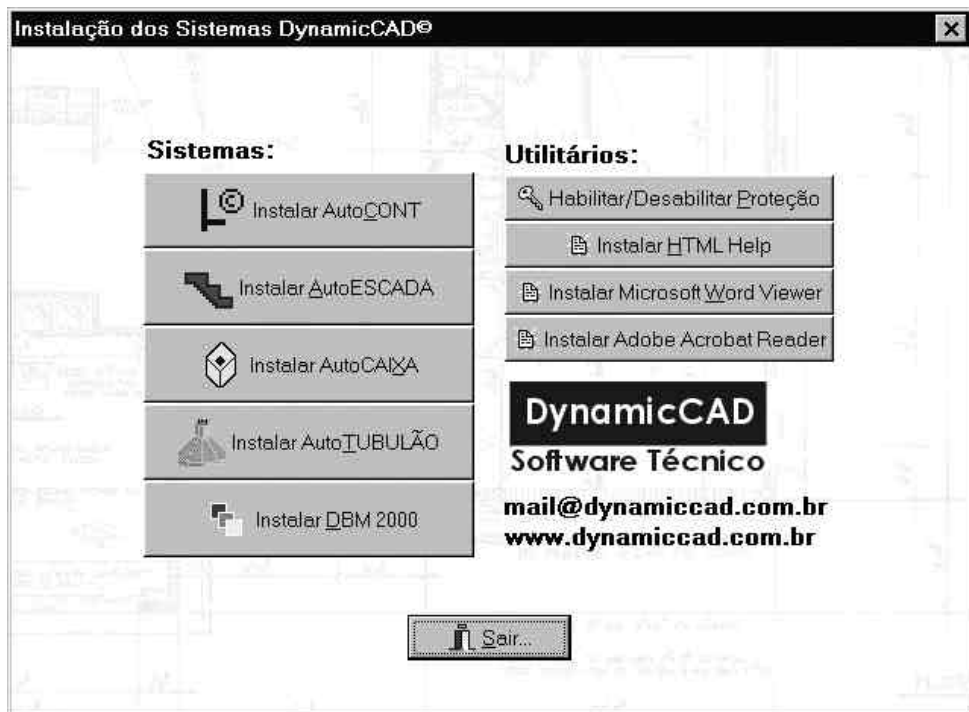 Instalação dos Sistemas DynamicCAD©
Sistemas:
Instalar AutoCONT
Instalar AutoESCADA
Instalar AutoCAIXA
Instalar AutoTUBULÃO
Instalar DBM 2000
Utilitários:
Habilitar/Desabilitar Proteção
Instalar HTML Help
Instalar Microsoft Word Viewer
Instalar Adobe Acrobat Reader
DynamicCAD
Software Técnico
mail@dynamiccad.com.br
www.dynamiccad.com.br
Sair...